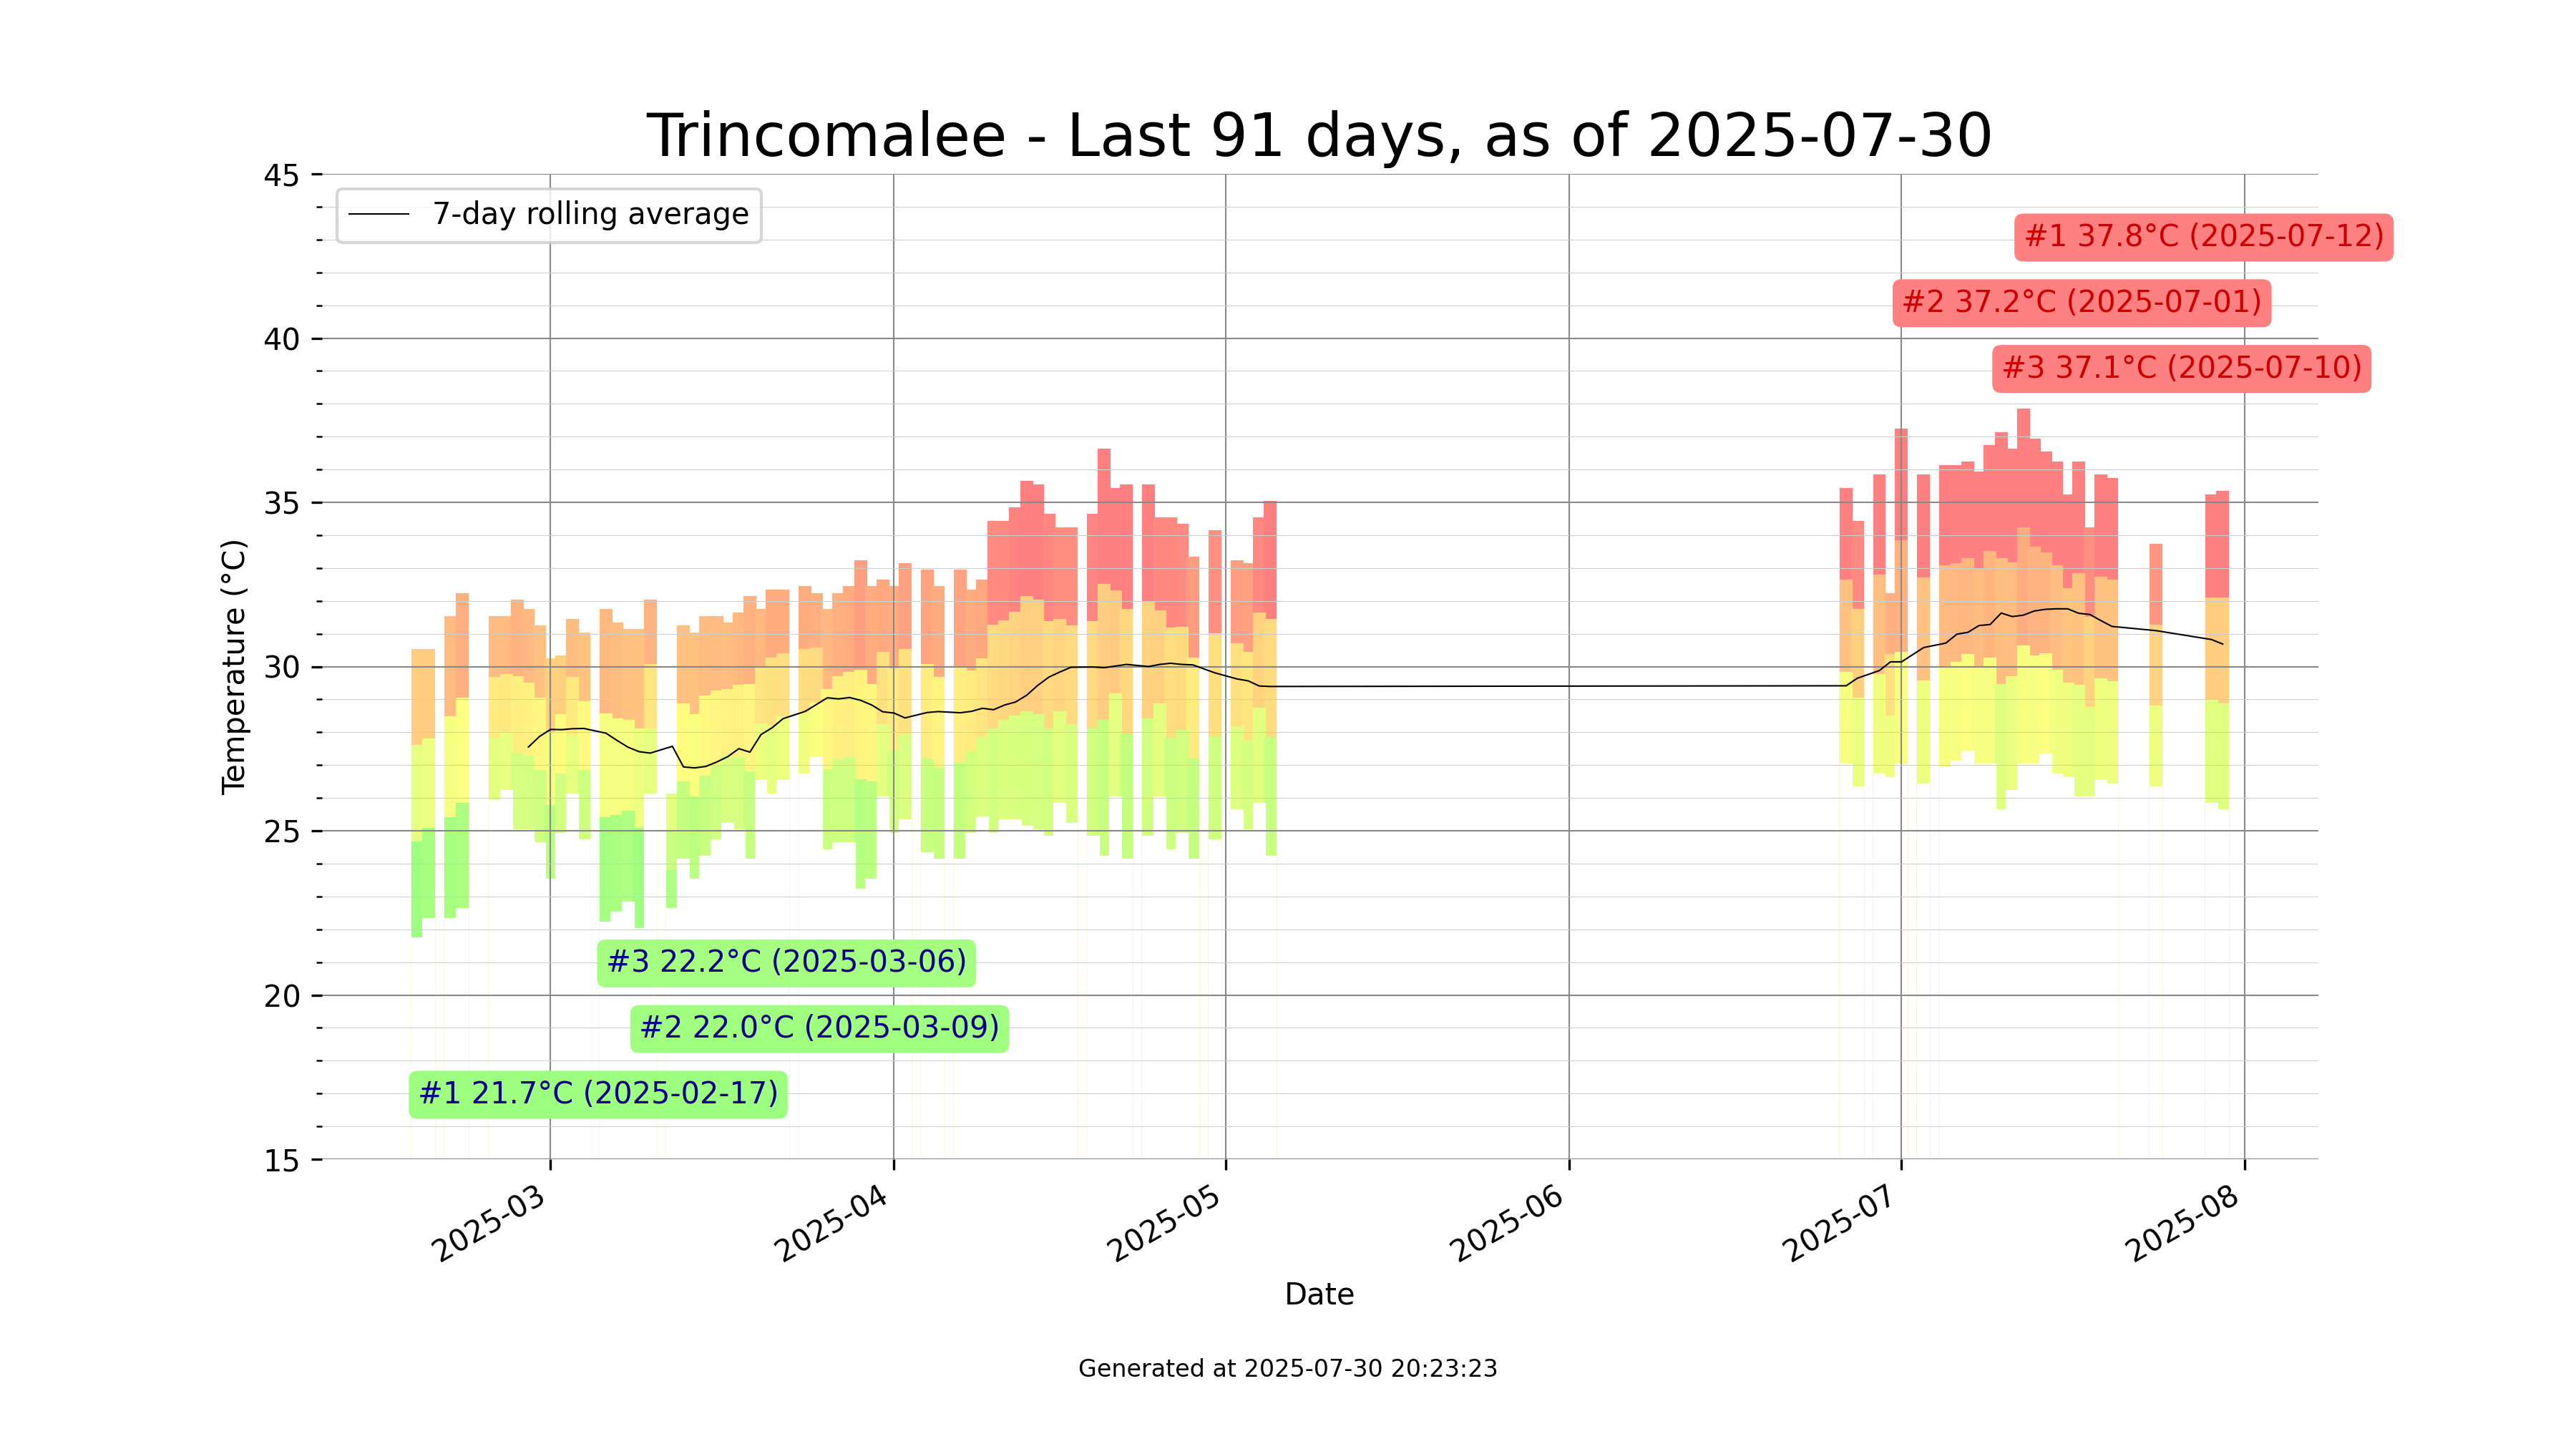 Trincomalee - Last 91 days, as of 2025-07-30
45
7-day rolling average
#1 37.8°C (2025-07-12)
#2 37.2°C (2025-07-01)
40
#3 37.1°C (2025-07-10)
35
Temperature (°C)
30
25
#3 22.2°C (2025-03-06)
20
#2 22.0°C (2025-03-09)
#1 21.7°C (2025-02-17)
15
2025-03
2025-04
2025-05
2025-06
2025-07
2025-08
Date
Generated at 2025-07-30 20:23:23